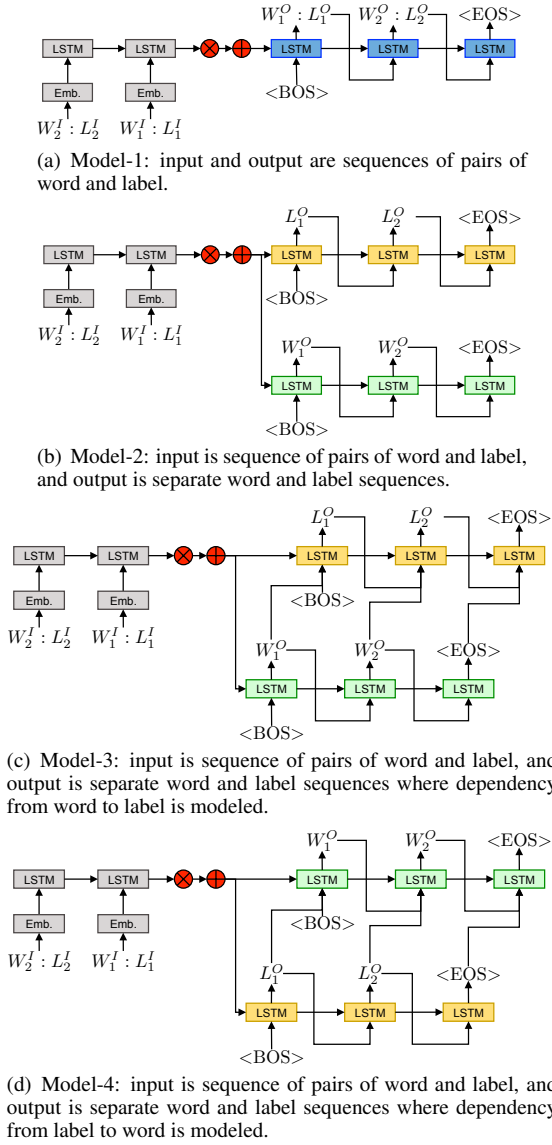 W_1^O : L_1^O W_2^O : L_2^O <EOS>
LSTM LSTM LSTM LSTM LSTM
Emb. Emb. <BOS>
W_2^I : L_2^I W_1^I : L_1^I
(a) Model-1: input and output are sequences of pairs of
word and label.
L_1^O L_2^O <EOS>
LSTM LSTM LSTM LSTM LSTM
Emb. Emb. <BOS>
W_2^I : L_2^I W_1^I : L_1^I W_1^O W_2^O <EOS>
LSTM LSTM LSTM
<BOS>
(b) Model-2: input is sequence of pairs of word and label,
and output is separate word and label sequences.
L_1^O L_2^O <EOS>
LSTM LSTM LSTM LSTM LSTM
Emb. Emb. <BOS>
W_2^I : L_2^I W_1^I : L_1^I W_1^O W_2^O <EOS>
LSTM LSTM LSTM
<BOS>
(c) Model-3: input is sequence of pairs of word and label, and
output is separate word and label sequences where dependency
from word to label is modeled.
W_1^O W_2^O <EOS>
LSTM LSTM LSTM LSTM LSTM
Emb. Emb. <BOS>
W_2^I : L_2^I W_1^I : L_1^I L_1^O L_2^O <EOS>
LSTM LSTM LSTM
<BOS>
(d) Model-4: input is sequence of pairs of word and label, and
output is separate word and label sequences where dependency
from label to word is modeled.